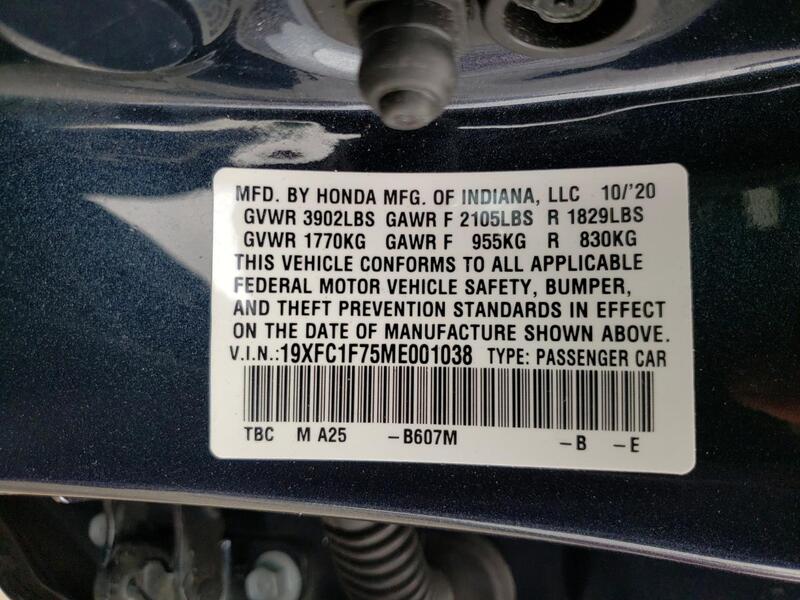 MFD. BY HONDA MFG. OF INDIANA, LLC 10/'20
GVWR 3902LBS GAWR F 2105LBS R 1829LBS
GVWR 1770KG GAWR F 955KG R 830KG
THIS VEHICLE CONFORMS TO ALL APPLICABLE
FEDERAL MOTOR VEHICLE SAFETY, BUMPER,
AND THEFT PREVENTION STANDARDS IN EFFECT
ON THE DATE OF MANUFACTURE SHOWN ABOVE.
V.I.N.:19XFC1F75ME001038 TYPE: PASSENGER CAR
TBC M A25 -B607M -B -E